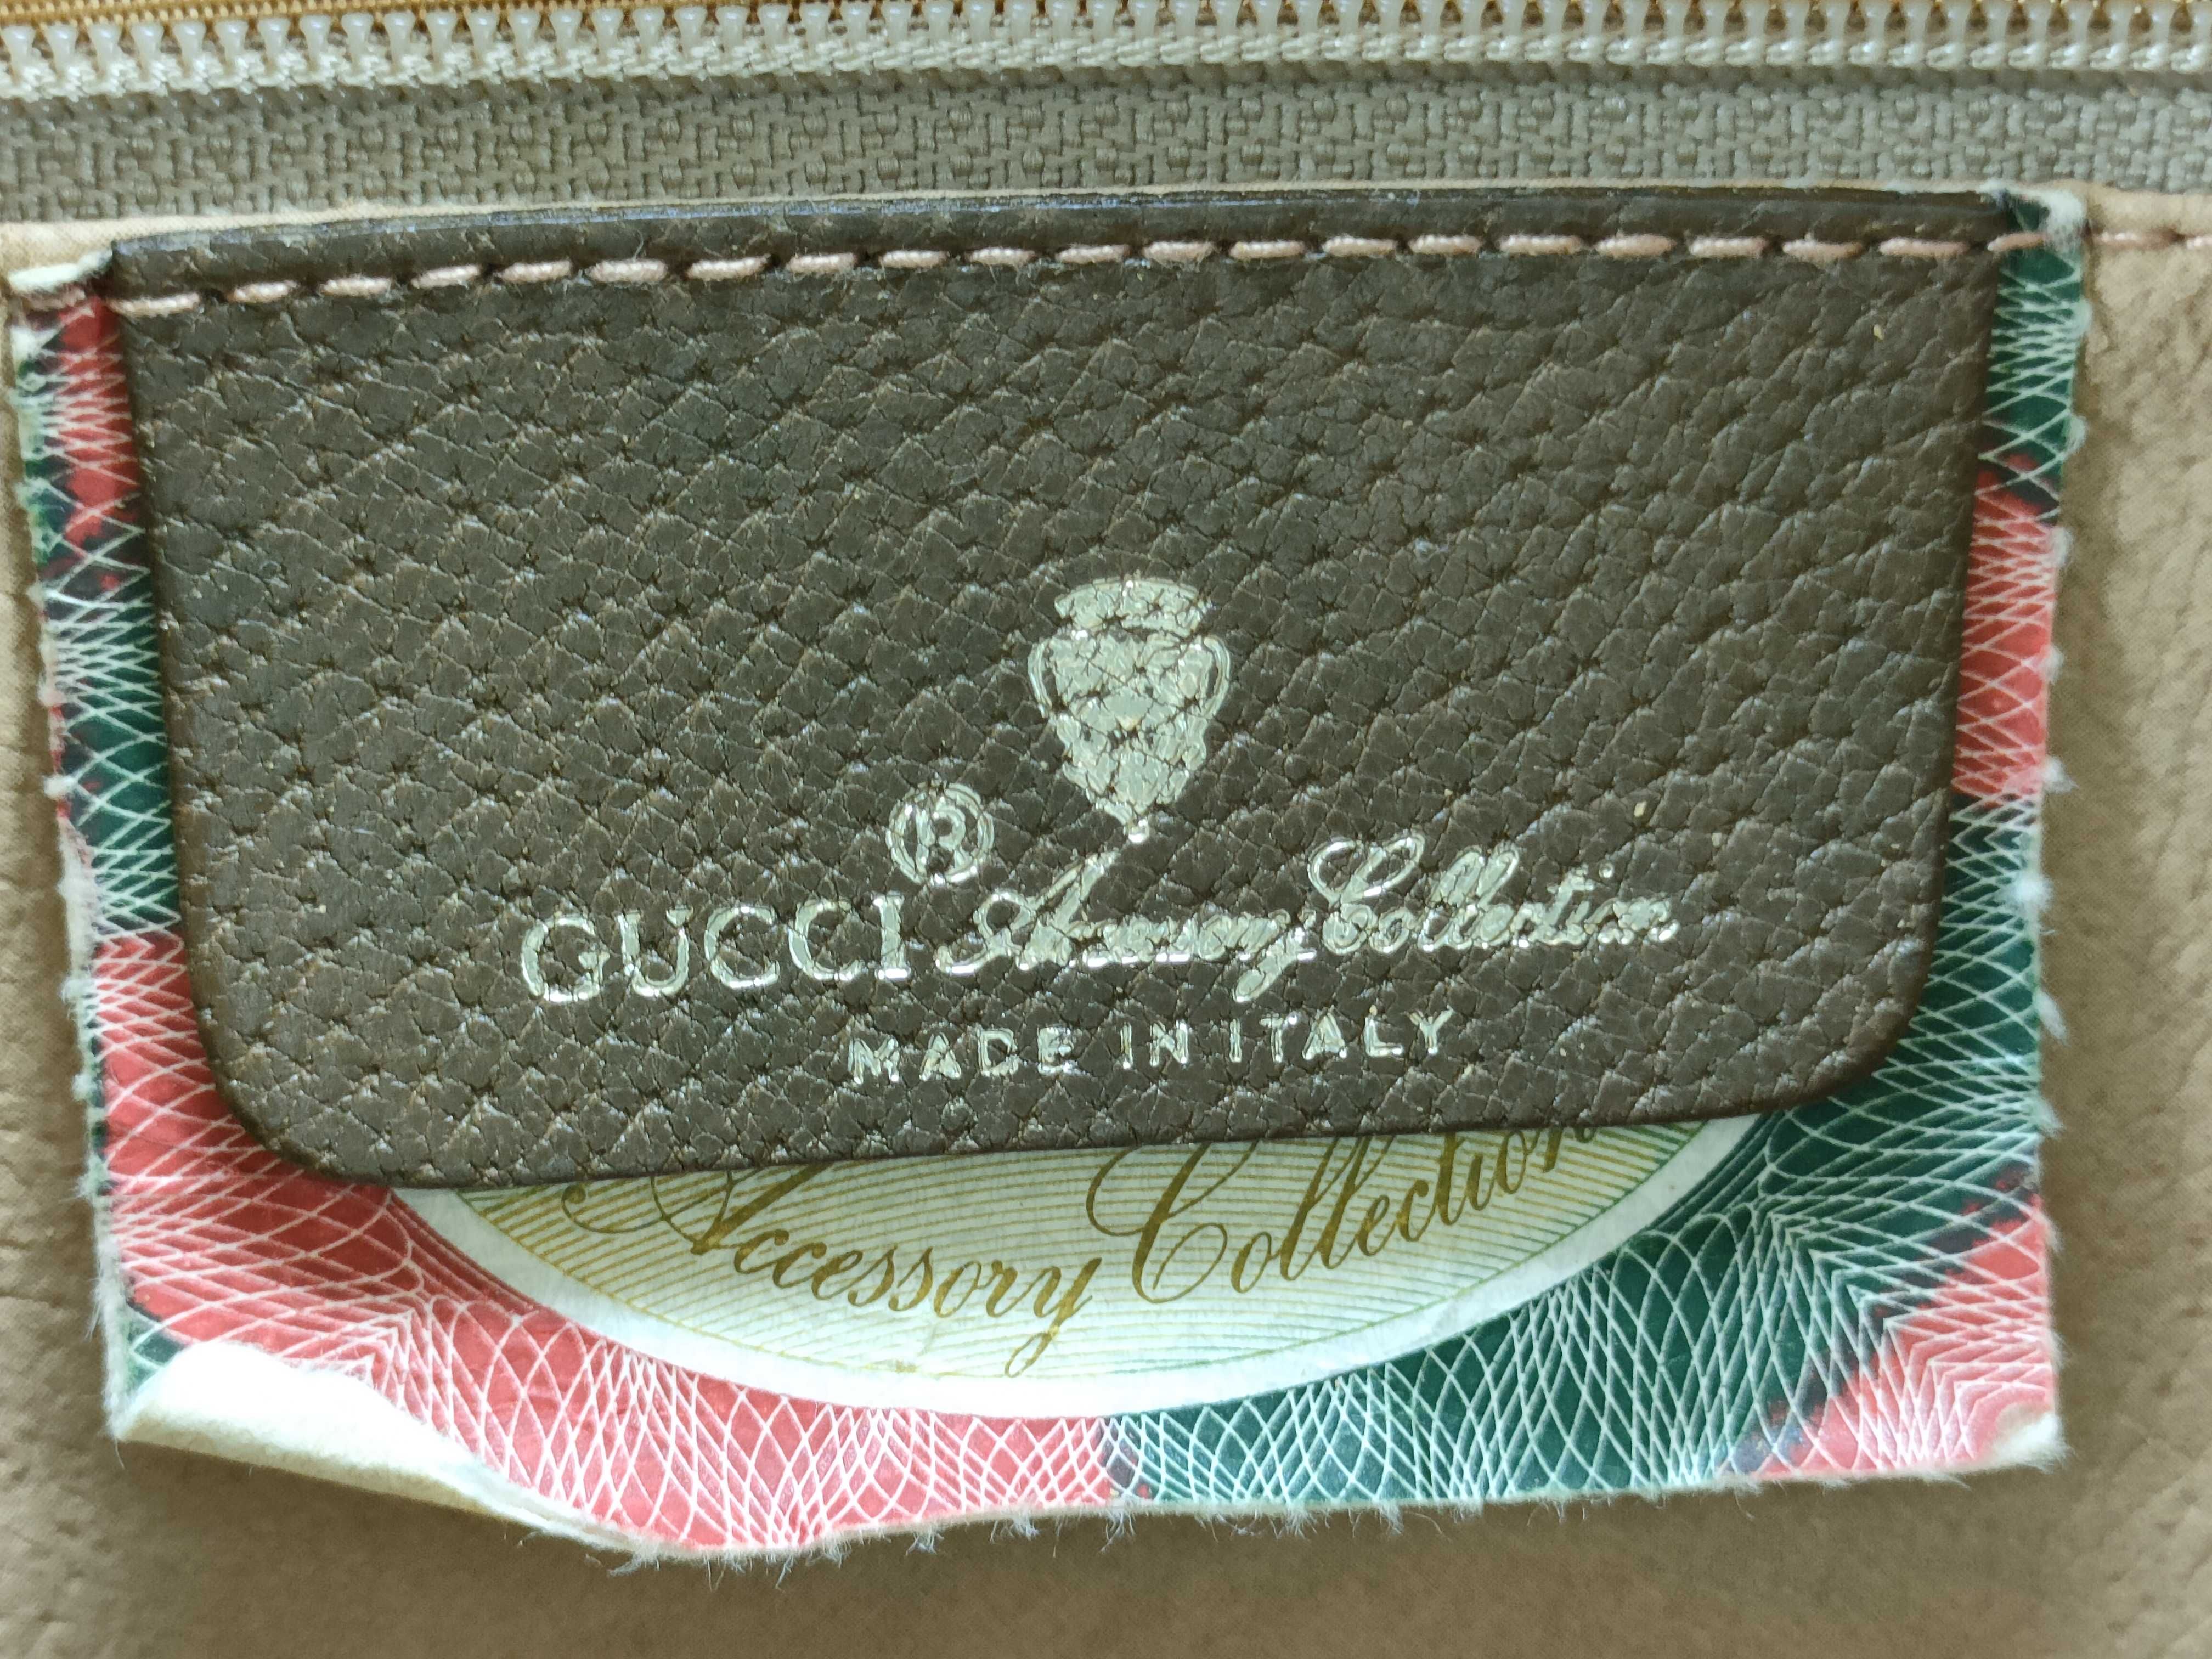 ®
GUCCI Accessory Collection
MADE IN ITALY
Accessory Collection